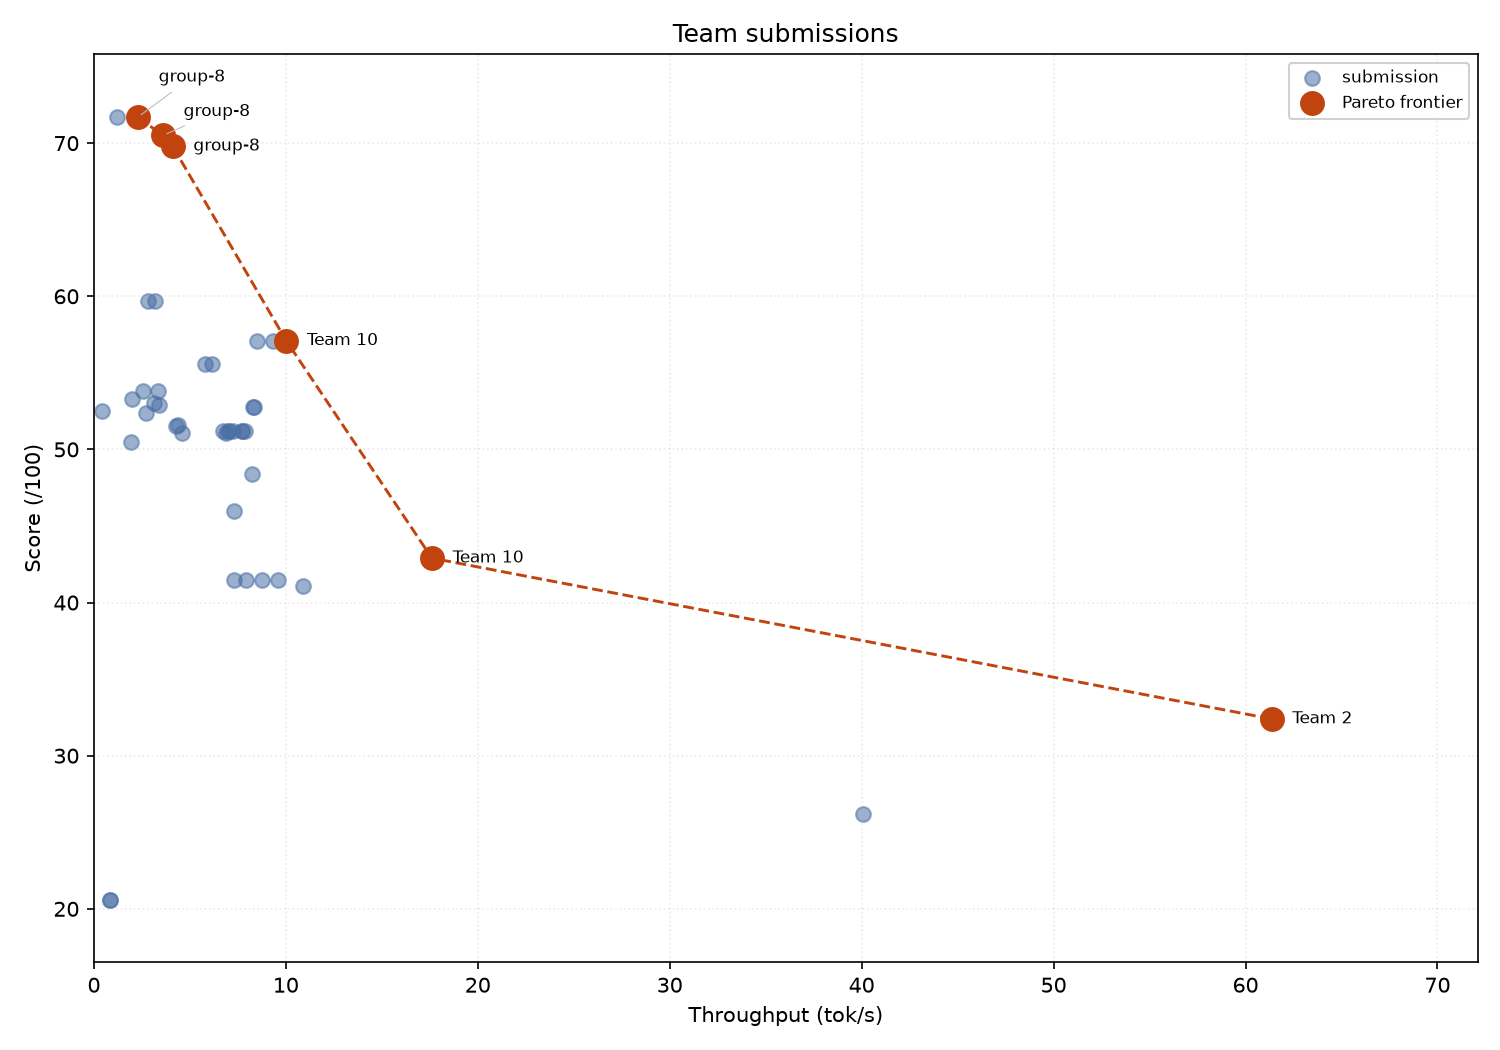 Team submissions
group-8
group-8
group-8
Team 10
Team 10
Team 2
submission
Pareto frontier
70
60
50
40
30
20
Score (/100)
0 10 20 30 40 50 60 70
Throughput (tok/s)